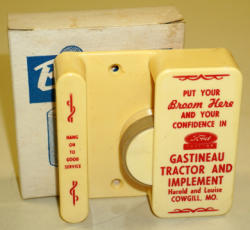 B
HANG
ON
TO
GOOD
SERVICE
PUT YOUR
Broom Here
AND YOUR
CONFIDENCE IN
Ford
GASTINEAU
TRACTOR AND
IMPLEMENT
Harold and Louise
COWGILL, MO.